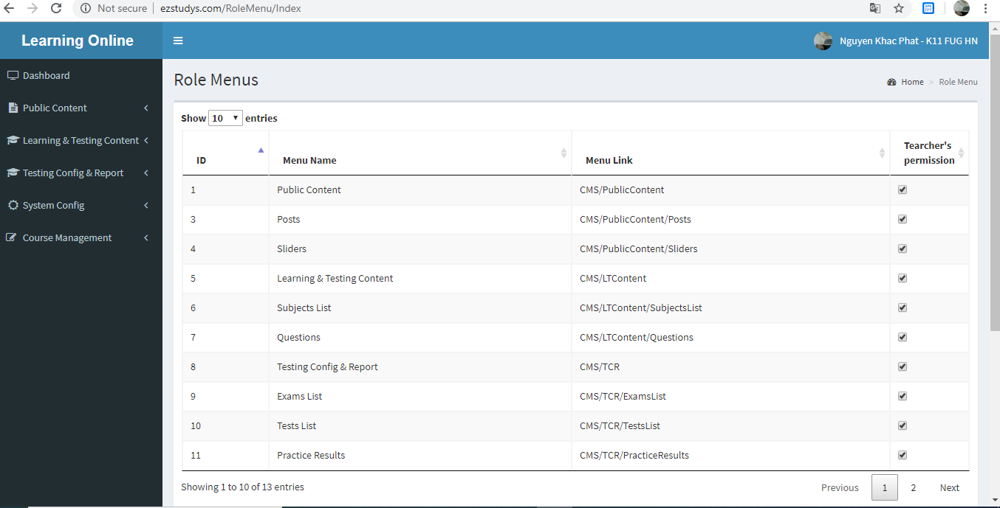 Not secure | ezstudys.com/RoleMenu/Index
Learning Online
Nguyen Khac Phat - K11 FUG HN
Dashboard
Public Content
Learning & Testing Content
Testing Config & Report
System Config
Course Management
Role Menus
Home > Role Menu
Show 10 entries
ID Menu Name Menu Link Tearcher's
permission
1 Public Content CMS/PublicContent
3 Posts CMS/PublicContent/Posts
4 Sliders CMS/PublicContent/Sliders
5 Learning & Testing Content CMS/LTContent
6 Subjects List CMS/LTContent/SubjectsList
7 Questions CMS/LTContent/Questions
8 Testing Config & Report CMS/TCR
9 Exams List CMS/TCR/ExamsList
10 Tests List CMS/TCR/TestsList
11 Practice Results CMS/TCR/PracticeResults
Showing 1 to 10 of 13 entries
Previous 1 2 Next